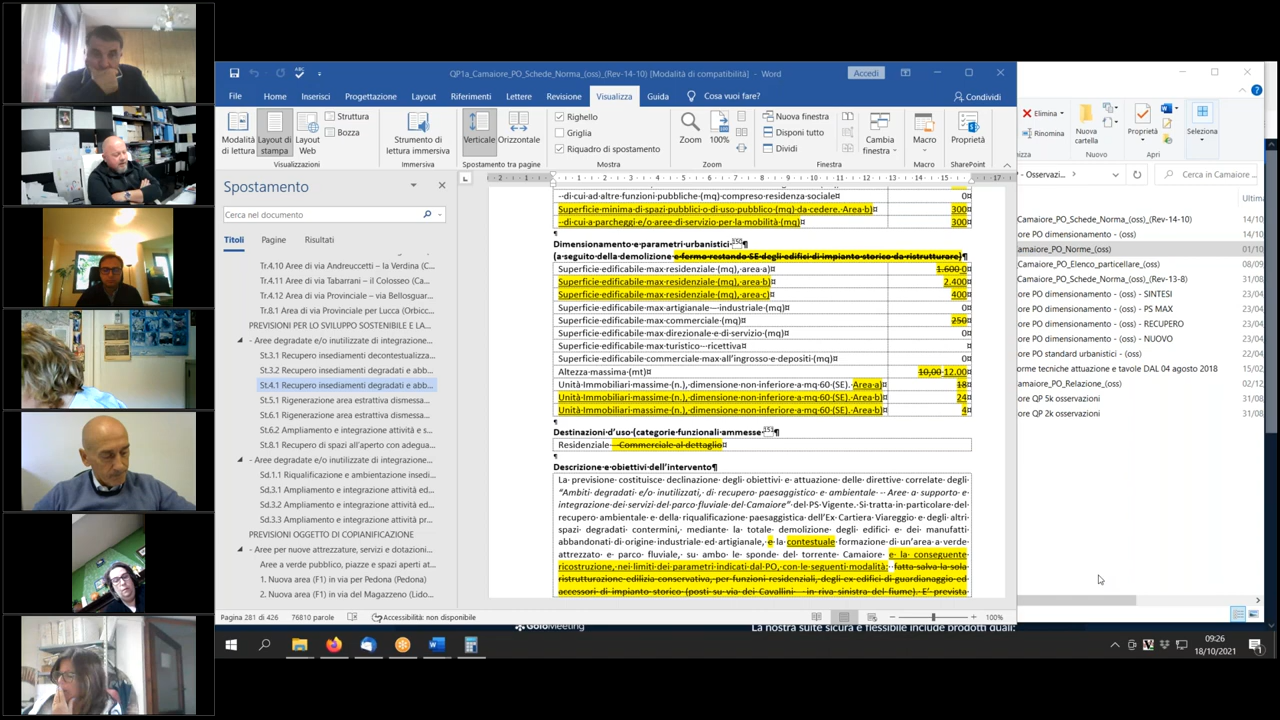 QP1a_Camaiore_PO_Schede_Norma_(oss)_(Rev-14-10) [Modalità di compatibilità] - Word
Accedi
File Home Inserisci Progettazione Layout Riferimenti Lettere Revisione Visualizza Guida Cosa vuoi fare? Condividi
Modalità di lettura
Layout di stampa
Layout Web
Struttura
Bozza
Visualizzazioni
Strumento di lettura immersiva
Immersiva
Verticale Orizzontale
Spostamento tra pagine
Righello
Griglia
Riquadro di spostamento
Mostra
Zoom 100%
Zoom
Nuova finestra
Disponi tutto
Dividi
Cambia finestra
Finestra
Macro
Macro
Proprietà
SharePoint
Spostamento
Cerca nel documento
Titoli Pagine Risultati
Tr.4.10 Aree di via Andreuccetti – la Verdina (C...
Tr.4.11 Aree di via Tabarrani – il Colosseo (Cap...
Tr.4.12 Aree di via Provinciale – via Bellosguar...
Tr.8.1 Aree di via Provinciale per Lucca (Orbicc...
PREVISIONI PER LO SVILUPPO SOSTENIBILE E LA...
- Aree degradate e/o inutilizzate di integrazione...
St.3.1 Recupero insediamenti decontestualizza...
St.3.2 Recupero insediamenti degradati e abb...
St.4.1 Recupero insediamenti degradati e abb...
St.5.1 Rigenerazione area estrattiva dismessa...
St.6.1 Rigenerazione area estrattiva dismessa...
St.6.2 Ampliamento e integrazione attività e s...
St.8.1 Recupero di spazi all'aperto con adegua...
- Aree degradate e/o inutilizzate di integrazione...
Sd.1.1 Riqualificazione e ambientazione insedi...
Sd.3.1 Ampliamento e integrazione attività ed...
Sd.3.2 Ampliamento e integrazione attività ed...
Sd.3.3 Ampliamento e integrazione attività ed...
PREVISIONI OGGETTO DI COPIANIFICAZIONE
- Aree per nuove attrezzature, servizi e dotazioni...
Aree a verde pubblico, piazze e spazi aperti at...
1. Nuova area (F1) in via per Pedona (Pedona)
2. Nuova area (F1) in via del Magazzeno (Lido...
- di cui ad altre funzioni pubbliche (mq) compreso residenza sociale 0
Superficie minima di spazi pubblici o di uso pubblico (mq) da cedere. Area b) 300
- di cui a parcheggi e/o aree di servizio per la mobilità (mq) 300
Dimensionamento e parametri urbanistici
(a seguito della demolizione e fermo restando SE degli edifici di impianto storico da ristrutturare)
Superficie edificabile max residenziale (mq), area a) 1.600 0
Superficie edificabile max residenziale (mq), area b) 2.400
Superficie edificabile max residenziale (mq), area c) 400
Superficie edificabile max artigianale – industriale (mq) 0
Superficie edificabile max commerciale (mq) 250
Superficie edificabile max direzionale e di servizio (mq) 0
Superficie edificabile max turistico – ricettiva
Superficie edificabile commerciale max all'ingrosso e depositi (mq) 0
Altezza massima (mt) 10,00 12.00
Unità Immobiliari massime (n.), dimensione non inferiore a mq 60 (SE). Area a) 18
Unità Immobiliari massime (n.), dimensione non inferiore a mq 60 (SE). Area b) 24
Unità Immobiliari massime (n.), dimensione non inferiore a mq 60 (SE). Area b) 4
Destinazioni d'uso (categorie funzionali ammesse
Residenziale - Commerciale al dettaglio
Descrizione e obiettivi dell'intervento
La previsione costituisce declinazione degli obiettivi e attuazione delle direttive correlate degli
"Ambiti degradati e/o inutilizzati, di recupero paesaggistico e ambientale - Aree a supporto e
integrazione dei servizi del parco fluviale del Camaiore" del PS Vigente. Si tratta in particolare del
recupero ambientale e della riqualificazione paesaggistica dell'Ex Cartiera Viareggio e degli altri
spazi degradati contermini, mediante la totale demolizione degli edifici e dei manufatti
abbandonati di origine industriale ed artigianale, e la contestuale formazione di un'area a verde
attrezzato e parco fluviale, su ambo le sponde del torrente Camaiore e la conseguente
ricostruzione, nei limiti dei parametri indicati dal PO, con le seguenti modalità: fatta salva la sola
ristrutturazione edilizia conservativa, per funzioni residenziali, degli ex edifici di guardianaggio ed
accessori di impianto storico (posti su via dei Cavallini - in riva sinistra del fiume). E' prevista
Pagina 281 di 426 76810 parole Accessibilità: non disponibile 100%
Elimina
Rinomina
Nuova cartella
Nuovo
Proprietà
Apri
Seleziona
- Osservazi...
Cerca in Camaiore ...
Camaiore_PO_Schede_Norma_(oss)_(Rev-14-10) 14/10
ore PO dimensionamento - (oss) 14/10
amaiore_PO_Norme_(oss) 01/10
Camaiore_PO_Elenco_particellare_(oss) 08/09
Camaiore_PO_Schede_Norma_(oss)_(Rev-13-8)
ore PO dimensionamento - (oss) - SINTESI 23/04
ore PO dimensionamento - (oss) - PS MAX 23/04
ore PO dimensionamento - (oss) - RECUPERO 23/04
ore PO dimensionamento - (oss) - NUOVO 23/04
ore PO standard urbanistici - (oss) 22/04
orme tecniche attuazione e tavole DAL 04 agosto 2018
amaiore_PO_Relazione_(oss) 02/12
ore QP 5k osservazioni 31/08
ore QP 2k osservazioni 31/08
GoToMeeting
La nostra suite sicura e flessibile include prodotti quali:
09:26
18/10/2021